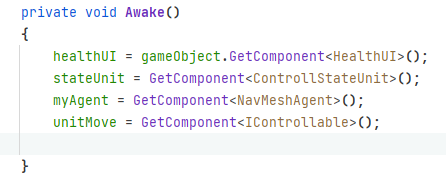 private void Awake()
{
healthUI = gameObject.GetComponent<HealthUI>();
stateUnit = GetComponent<ControllStateUnit>();
myAgent = GetComponent<NavMeshAgent>();
unitMove = GetComponent<IControllable>();
}